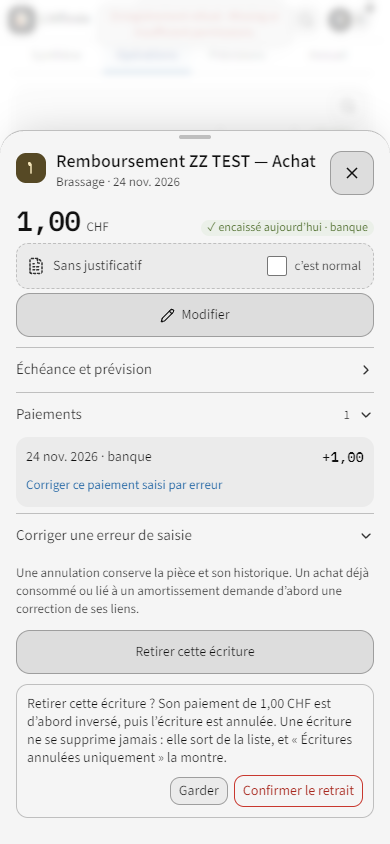 Remboursement ZZ TEST — Achat
Brassage · 24 nov. 2026
1,00 CHF
✓ encaissé aujourd’hui · banque
Sans justificatif
c’est normal
Modifier
Échéance et prévision
Paiements 1
24 nov. 2026 · banque +1,00
Corriger ce paiement saisi par erreur
Corriger une erreur de saisie
Une annulation conserve la pièce et son historique. Un achat déjà
consommé ou lié à un amortissement demande d’abord une
correction de ses liens.
Retirer cette écriture
Retirer cette écriture ? Son paiement de 1,00 CHF est
d’abord inversé, puis l’écriture est annulée. Une écriture
ne se supprime jamais : elle sort de la liste, et « Écritures
annulées uniquement » la montre.
Garder
Confirmer le retrait